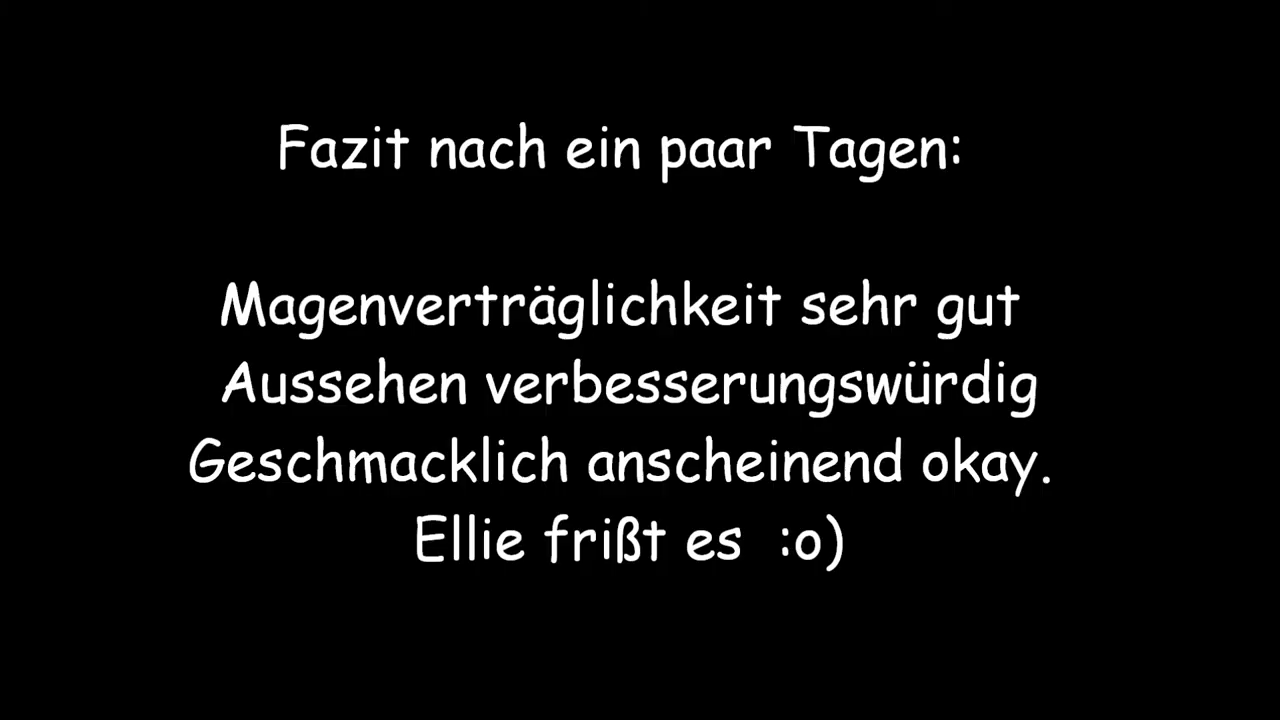 Fazit nach ein paar Tagen:
Magenverträglichkeit sehr gut
Aussehen verbesserungswürdig
Geschmacklich anscheinend okay.
Ellie frißt es :o)